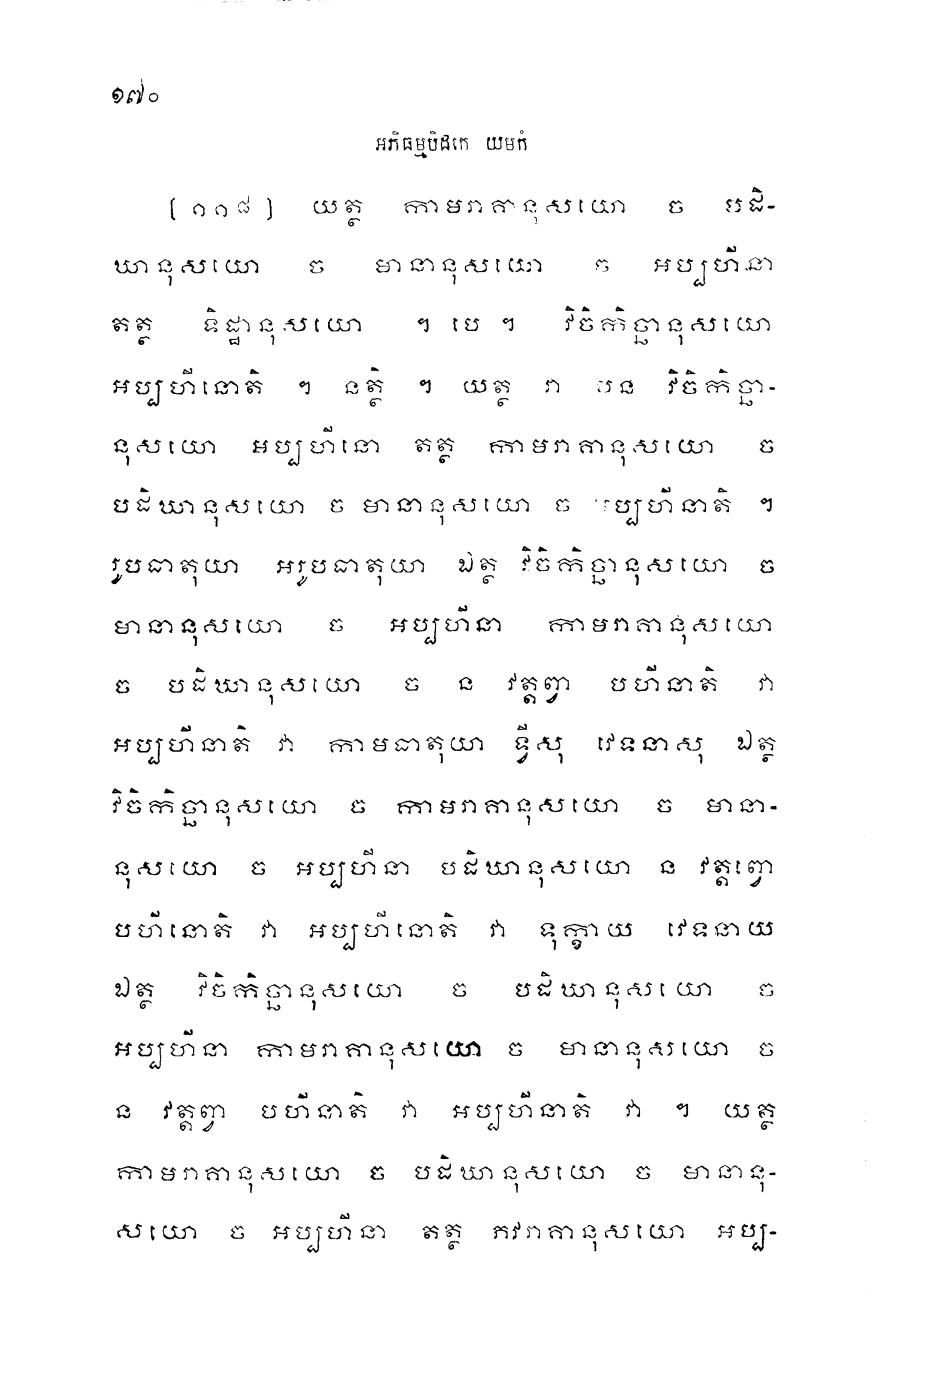 ១៧០
អភិធម្មបិដកេ យមកំ
[ ១១៨ ] យត្ថ កាមរាគានុសយោ ច បដិ-
ឃានុសយោ ច មានានុសយោ ច អប្បហីនា
តត្ថ ទិដ្ឋានុសយោ ។ បេ ។ វិចិកិច្ឆានុសយោ
អប្បហីនោតិ ។ នត្ថិ ។ យត្ថ វា បន វិចិកិច្ឆា-
នុសយោ អប្បហីនោ តត្ថ កាមរាគានុសយោ ច
បដិឃានុសយោ ច មានានុសយោ ច អប្បហីនាតិ ។
រូបធាតុយា អរូបធាតុយា ឯត្ថ វិចិកិច្ឆានុសយោ ច
មានានុសយោ ច អប្បហីនា កាមរាគានុសយោ
ច បដិឃានុសយោ ច ន វត្តព្វា បហីនាតិ វា
អប្បហីនាតិ វា កាមធាតុយា ទ្វីសុ វេទនាសុ ឯត្ថ
វិចិកិច្ឆានុសយោ ច កាមរាគានុសយោ ច មានា-
នុសយោ ច អប្បហីនា បដិឃានុសយោ ន វត្តព្វោ
បហីនោតិ វា អប្បហីនោតិ វា ទុក្ខាយ វេទនាយ
ឯត្ថ វិចិកិច្ឆានុសយោ ច បដិឃានុសយោ ច
អប្បហីនា កាមរាគានុសយោ ច មានានុសយោ ច
ន វត្តព្វា បហីនាតិ វា អប្បហីនាតិ វា ។ យត្ថ
កាមរាគានុសយោ ច បដិឃានុសយោ ច មានានុ-
សយោ ច អប្បហីនា តត្ថ ភវរាគានុសយោ អប្ប-